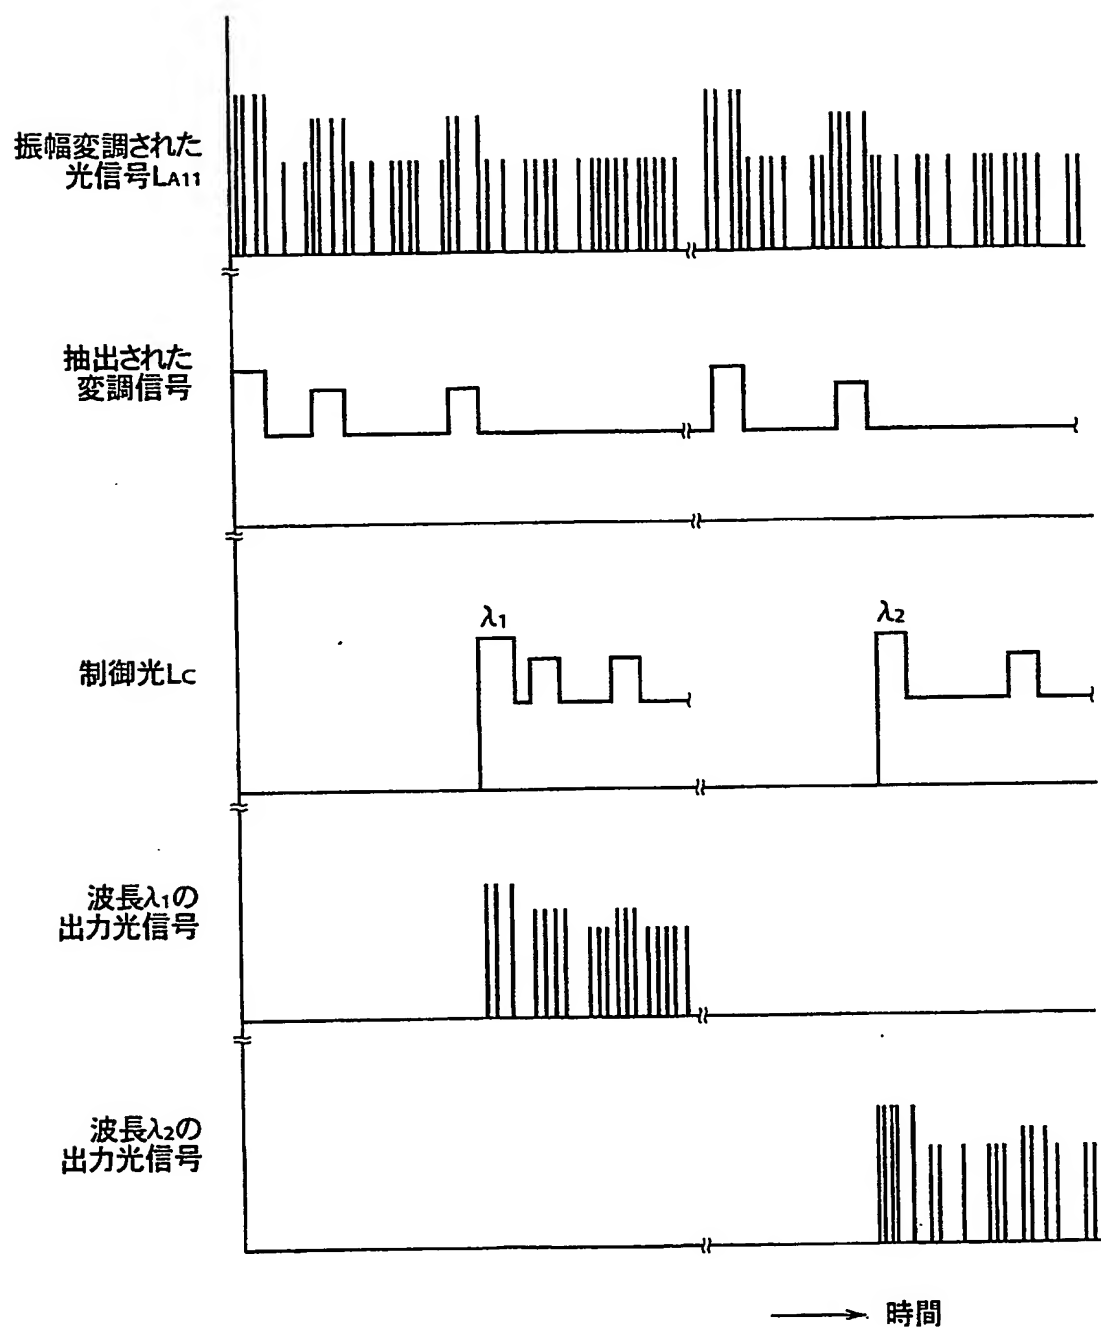 振幅変調された
光信号LA11
抽出された
変調信号
λ1
λ2
制御光LC
波長λ1の
出力光信号
波長λ2の
出力光信号
時間